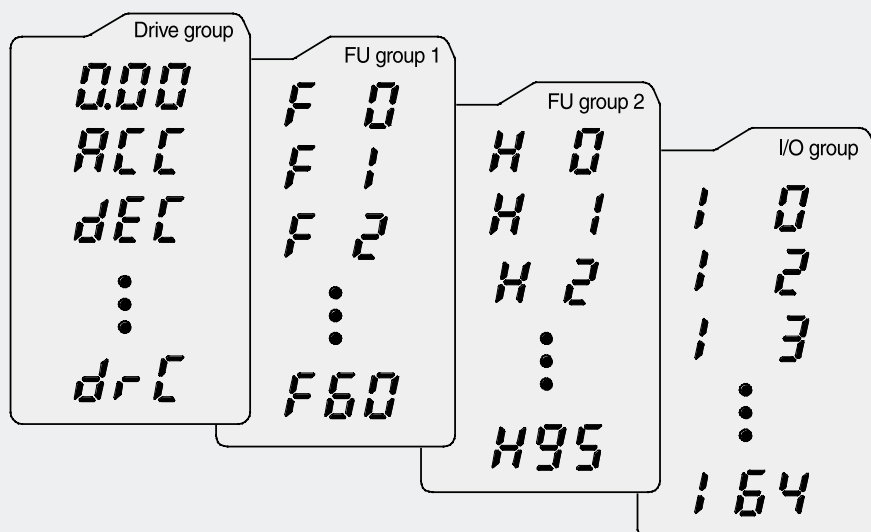 Drive group
0.00
ACC
dEC
drC
FU group 1
F 0
F 1
F 2
F60
FU group 2
H 0
H 1
H 2
H95
I/O group
I 0
I 2
I 3
I 64